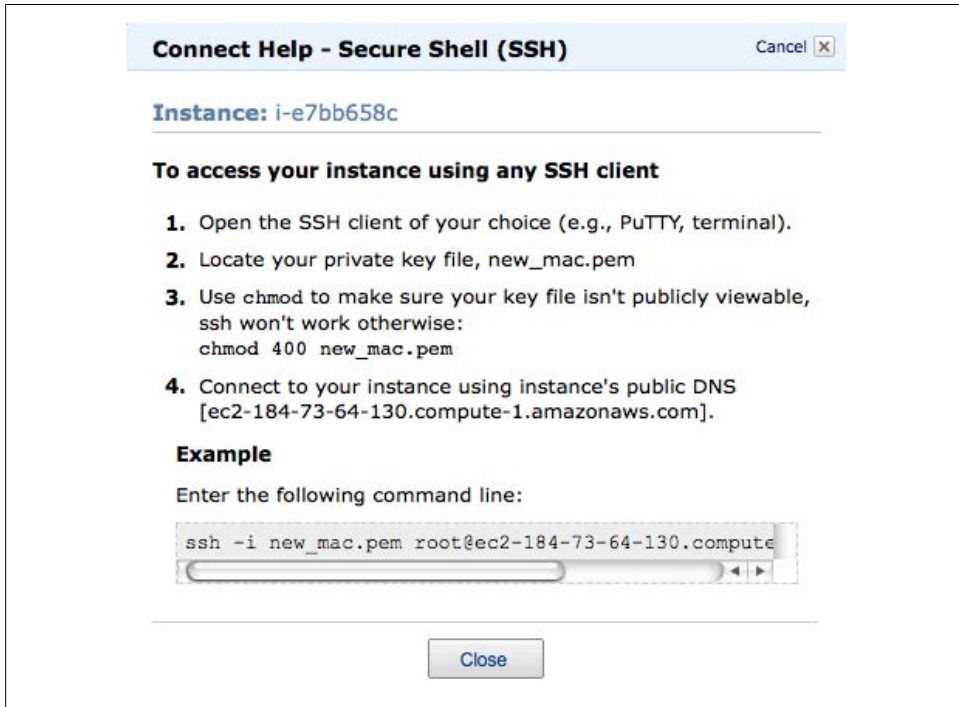 Connect Help - Secure Shell (SSH)
Cancel
Instance: i-e7bb658c
To access your instance using any SSH client
1. Open the SSH client of your choice (e.g., PuTTY, terminal).
2. Locate your private key file, new_mac.pem
3. Use chmod to make sure your key file isn't publicly viewable,
ssh won't work otherwise:
chmod 400 new_mac.pem
4. Connect to your instance using instance's public DNS
[ec2-184-73-64-130.compute-1.amazonaws.com].
Example
Enter the following command line:
ssh -i new_mac.pem root@ec2-184-73-64-130.compute
Close